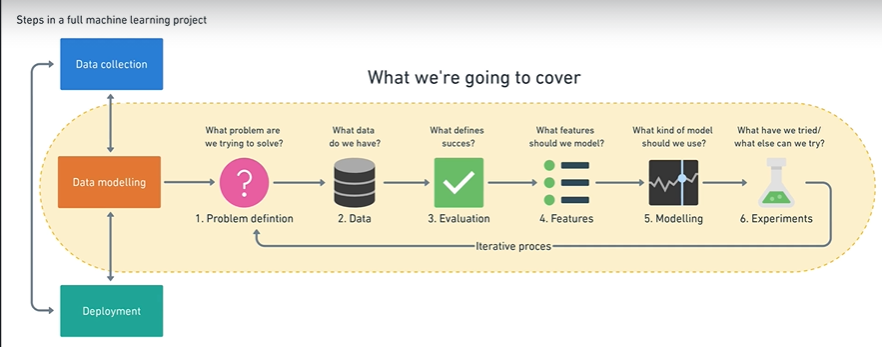 Steps in a full machine learning project
Data collection
What we're going to cover
What problem are
we trying to solve?
What data
do we have?
What defines
succes?
What features
should we model?
What kind of model
should we use?
What have we tried/
what else can we try?
Data modelling
?
1. Problem defintion
2. Data
3. Evaluation
4. Features
5. Modelling
6. Experiments
Iterative proces
Deployment